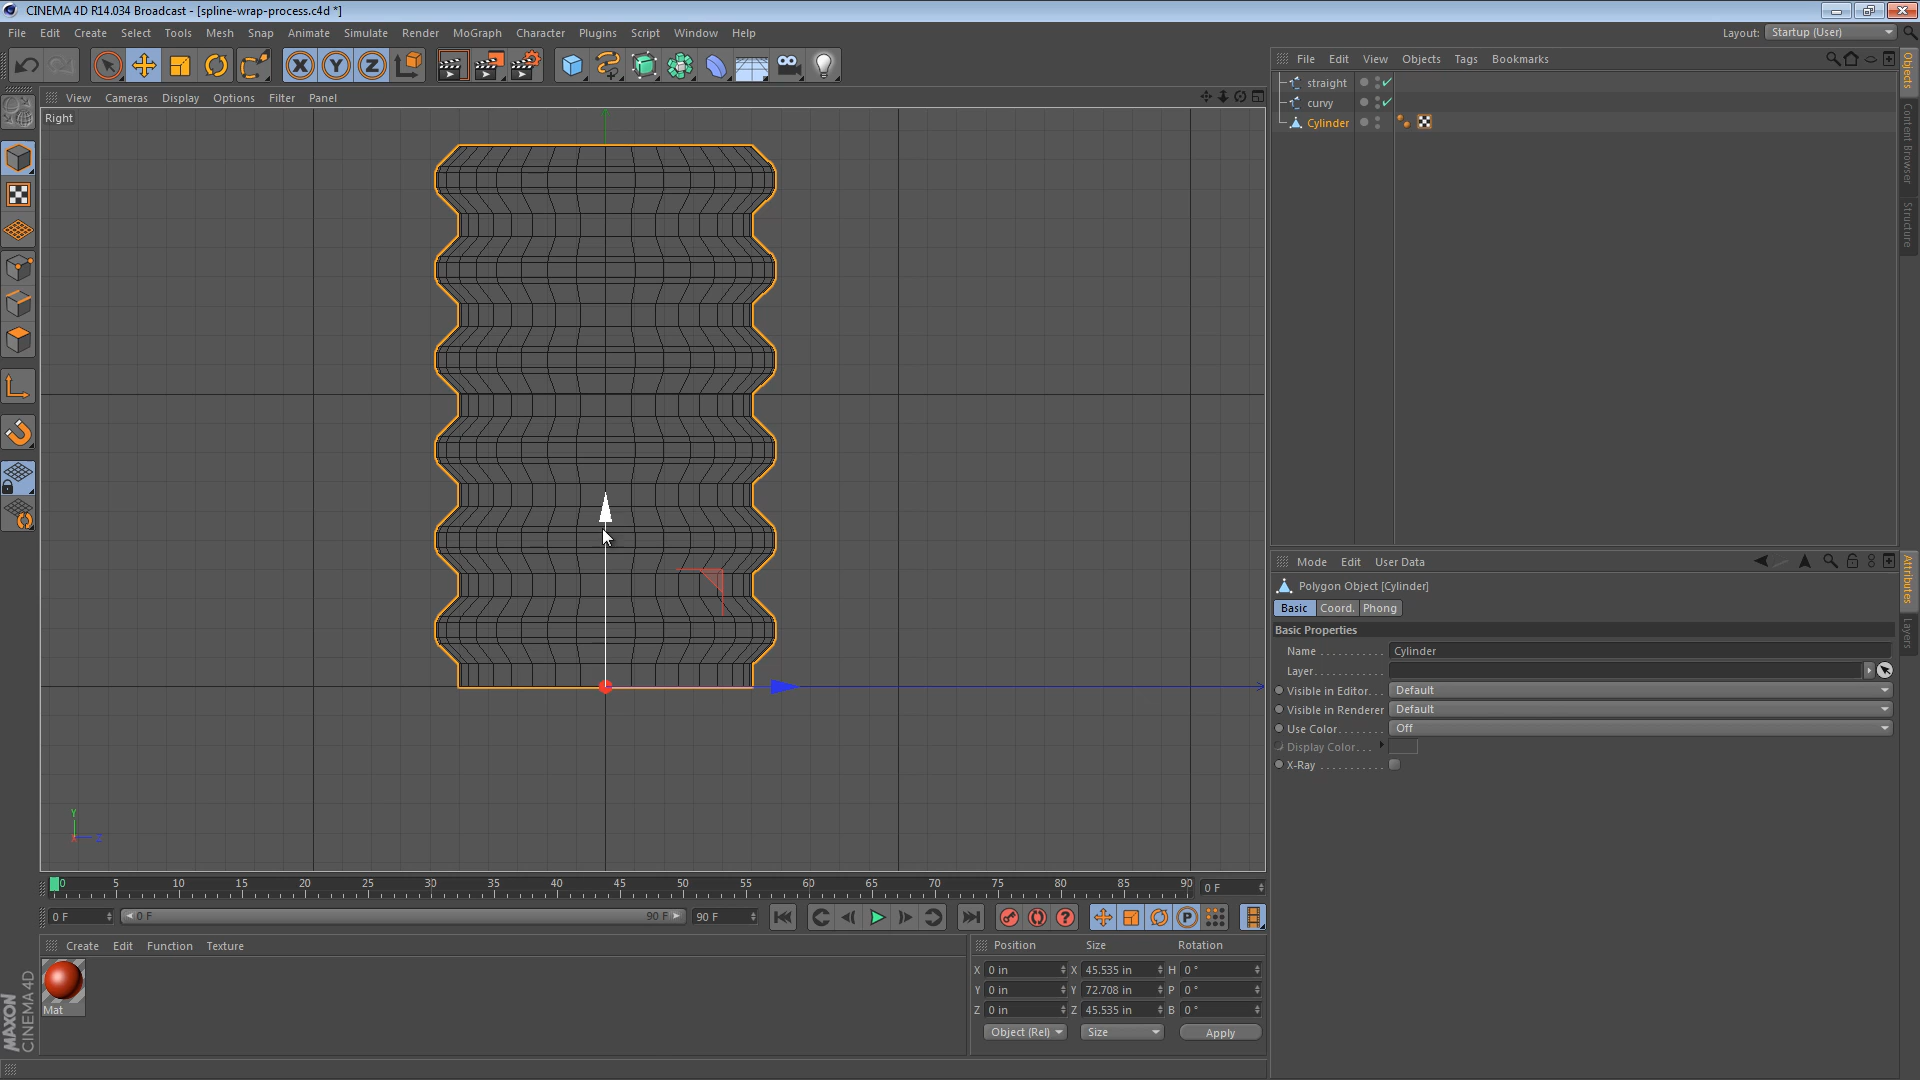 CINEMA 4D R14.034 Broadcast - [spline-wrap-process.c4d *]
File Edit Create Select Tools Mesh Snap Animate Simulate Render MoGraph Character Plugins Script Window Help
Layout: Startup (User)
View Cameras Display Options Filter Panel
Right
Y
Z
File Edit View Objects Tags Bookmarks
straight
curvy
Cylinder
Objects
Content Browser
Structure
Mode Edit User Data
Polygon Object [Cylinder]
Basic Coord. Phong
Basic Properties
Name . . . . . . . . . . . Cylinder
Layer. . . . . . . . . . .
Visible in Editor. . . Default
Visible in Renderer Default
Use Color. . . . . . . . Off
Display Color. . .
X-Ray . . . . . . . . . . .
Attributes
Layers
0 5 10 15 20 25 30 35 40 45 50 55 60 65 70 75 80 85 90 0 F
0 F 0 F 90 F 90 F
Create Edit Function Texture
Mat
Position Size Rotation
X 0 in X 45.535 in H 0 °
Y 0 in Y 72.708 in P 0 °
Z 0 in Z 45.535 in B 0 °
Object (Rel) Size Apply
MAXON
CINEMA 4D